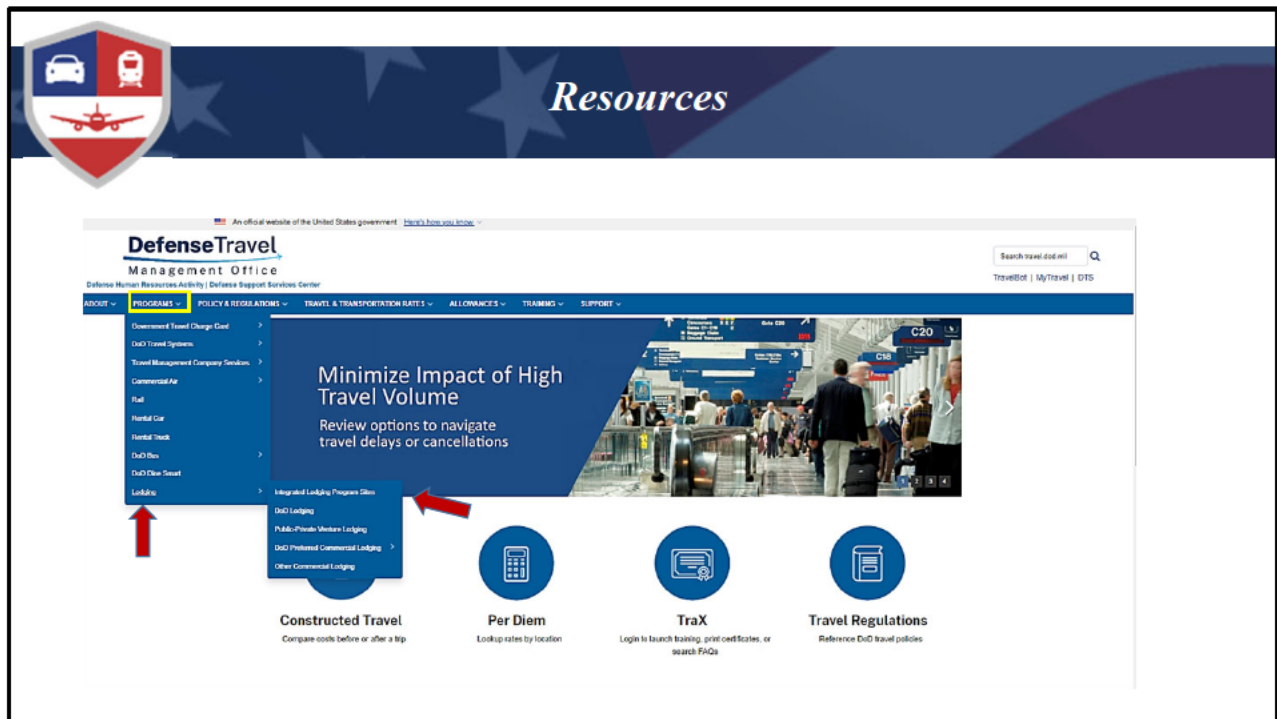 Resources
An official website of the United States government Here's how you know
DefenseTravel
Management Office
Defense Human Resources Activity | Defense Support Services Center
Search travel.dod.mil
TravelBot | MyTravel | DTS
ABOUT PROGRAMS POLICY & REGULATIONS TRAVEL & TRANSPORTATION RATES ALLOWANCES TRAINING SUPPORT
Government Travel Charge Card
DoD Travel Systems
Travel Management Company Services
Commercial Air
Rail
Rental Car
Rental Truck
DoD Bus
DoD Dine Smart
Lodging
Integrated Lodging Program Sites
DoD Lodging
Public-Private Venture Lodging
DoD Preferred Commercial Lodging
Other Commercial Lodging
Minimize Impact of High
Travel Volume
Review options to navigate
travel delays or cancellations
Gate C20
C20
C18
1 2 3 4
Constructed Travel
Compare costs before or after a trip
Per Diem
Lookup rates by location
TraX
Login to launch training, print certificates, or
search FAQs
Travel Regulations
Reference DoD travel policies